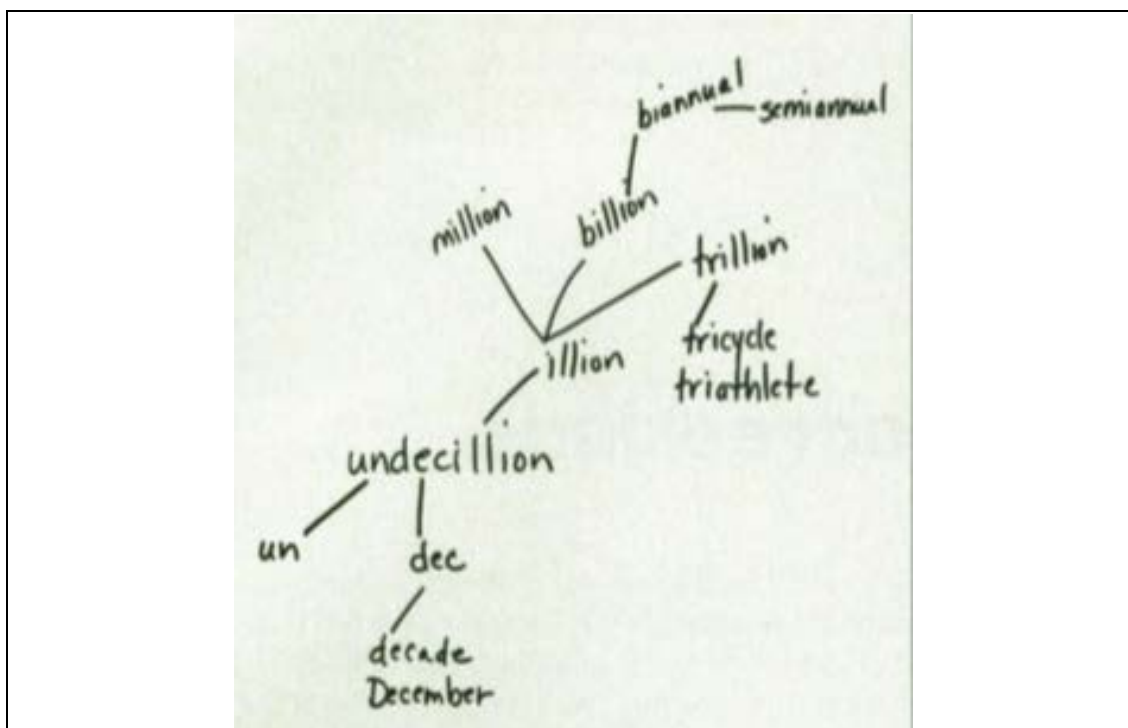 biannual
semiannual
million
billion
trillion
illion
tricycle
triathlete
undecillion
un
dec
decade
December